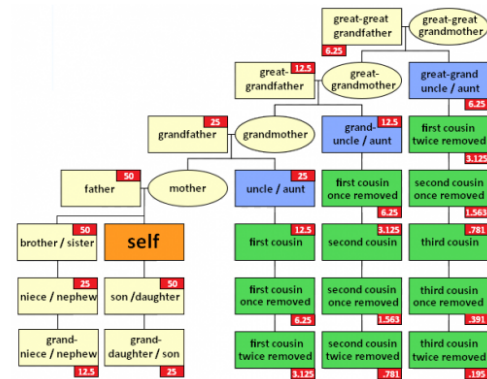 great-great
grandfather
great-great
grandmother
6.25
12.5
great-
grandfather
great-
grandmother
great-grand
uncle / aunt
6.25
25
grandfather
grandmother
12.5
grand-
uncle / aunt
first cousin
twice removed
3.125
50
father
mother
25
uncle / aunt
first cousin
once removed
6.25
second cousin
once removed
1.563
50
brother / sister
self
12.5
first cousin
3.125
second cousin
.781
third cousin
25
niece / nephew
50
son / daughter
first cousin
once removed
6.25
second cousin
once removed
1.563
third cousin
once removed
.391
grand-
niece / nephew
12.5
grand-
daughter / son
25
first cousin
twice removed
3.125
second cousin
twice removed
.781
third cousin
twice removed
.195